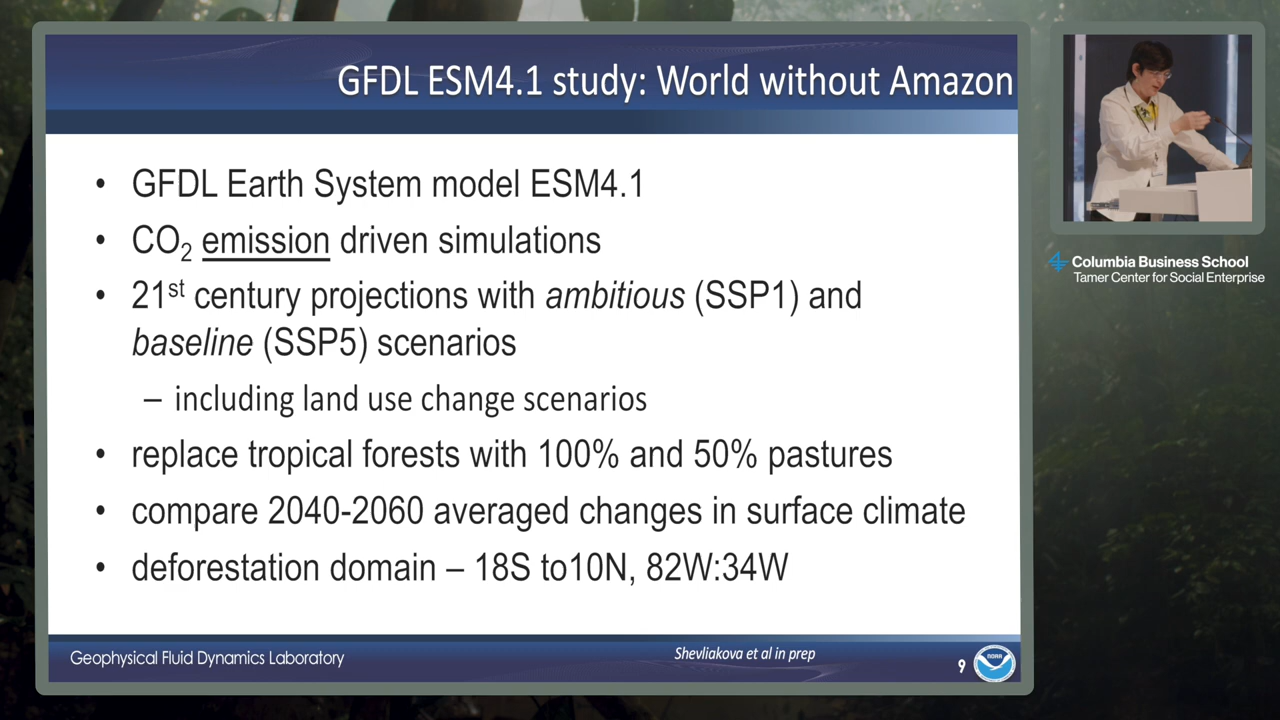 GFDL ESM4.1 study: World without Amazon
• GFDL Earth System model ESM4.1
• CO₂ emission driven simulations
• 21st century projections with ambitious (SSP1) and
baseline (SSP5) scenarios
– including land use change scenarios
• replace tropical forests with 100% and 50% pastures
• compare 2040-2060 averaged changes in surface climate
• deforestation domain – 18S to10N, 82W:34W
Geophysical Fluid Dynamics Laboratory
Shevliakova et al in prep
9
NOAA
Columbia Business School
Tamer Center for Social Enterprise